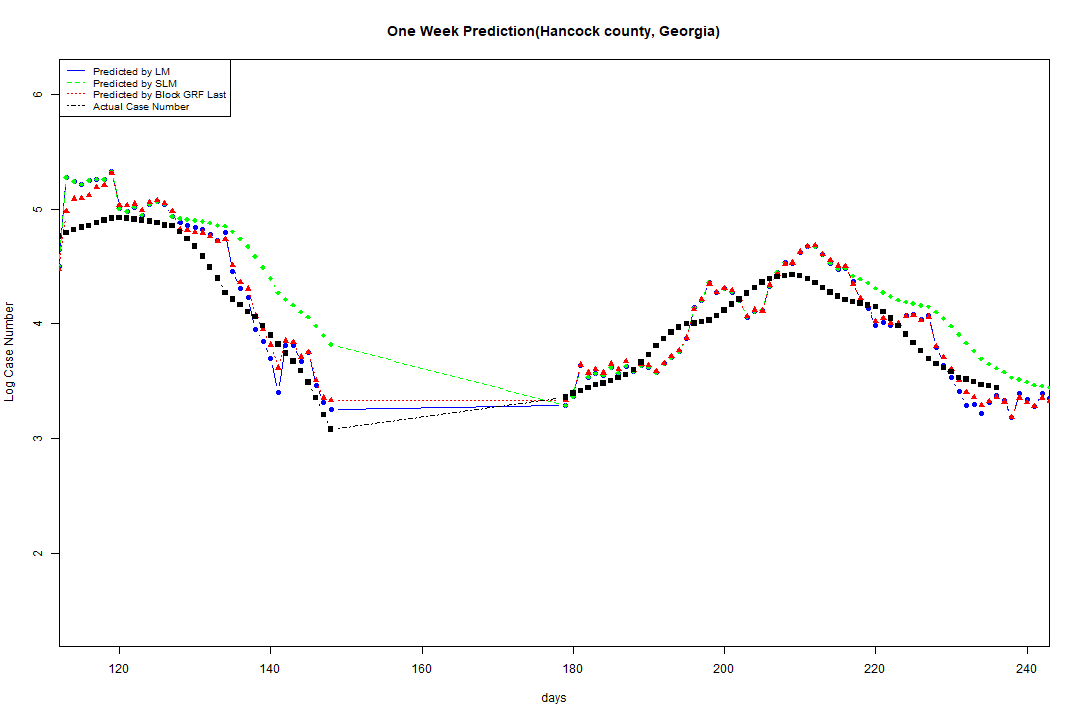 One Week Prediction(Hancock county, Georgia)
Predicted by LM
Predicted by SLM
Predicted by Block GRF Last
Actual Case Number
6
5
4
3
2
Log Case Number
120 140 160 180 200 220 240
days